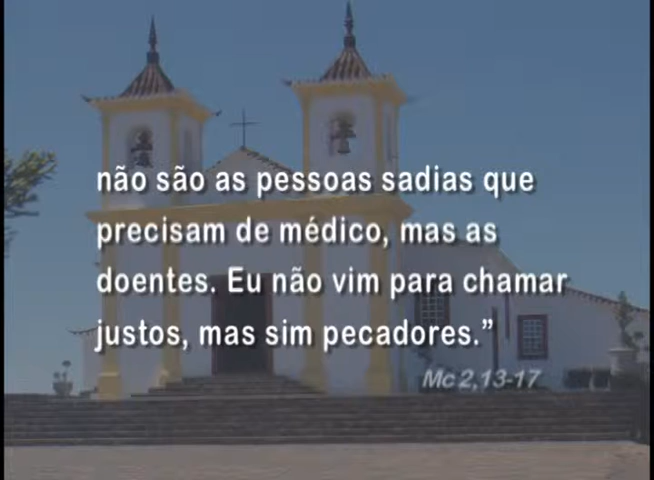 não são as pessoas sadias que
precisam de médico, mas as
doentes. Eu não vim para chamar
justos, mas sim pecadores.”
Mc 2,13-17